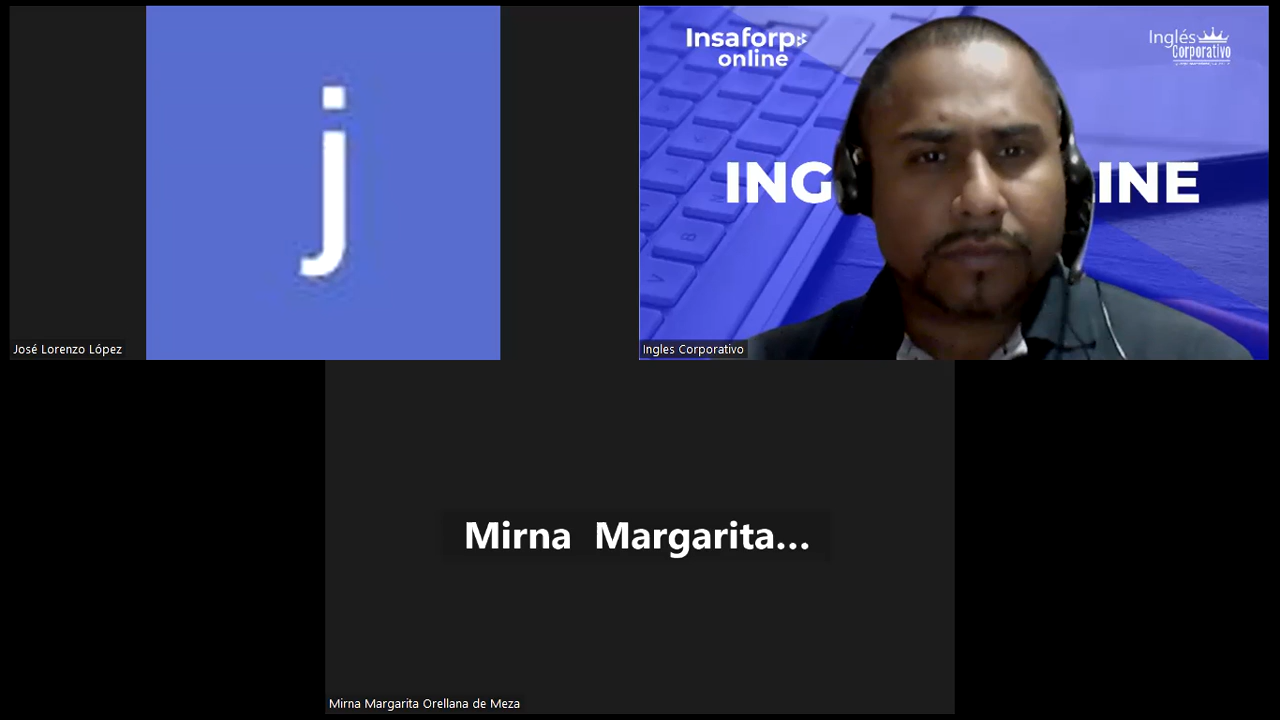 j
José Lorenzo López
Insaforp
online
Inglés
Corporativo
ING
INE
Ingles Corporativo
Mirna Margarita...
Mirna Margarita Orellana de Meza